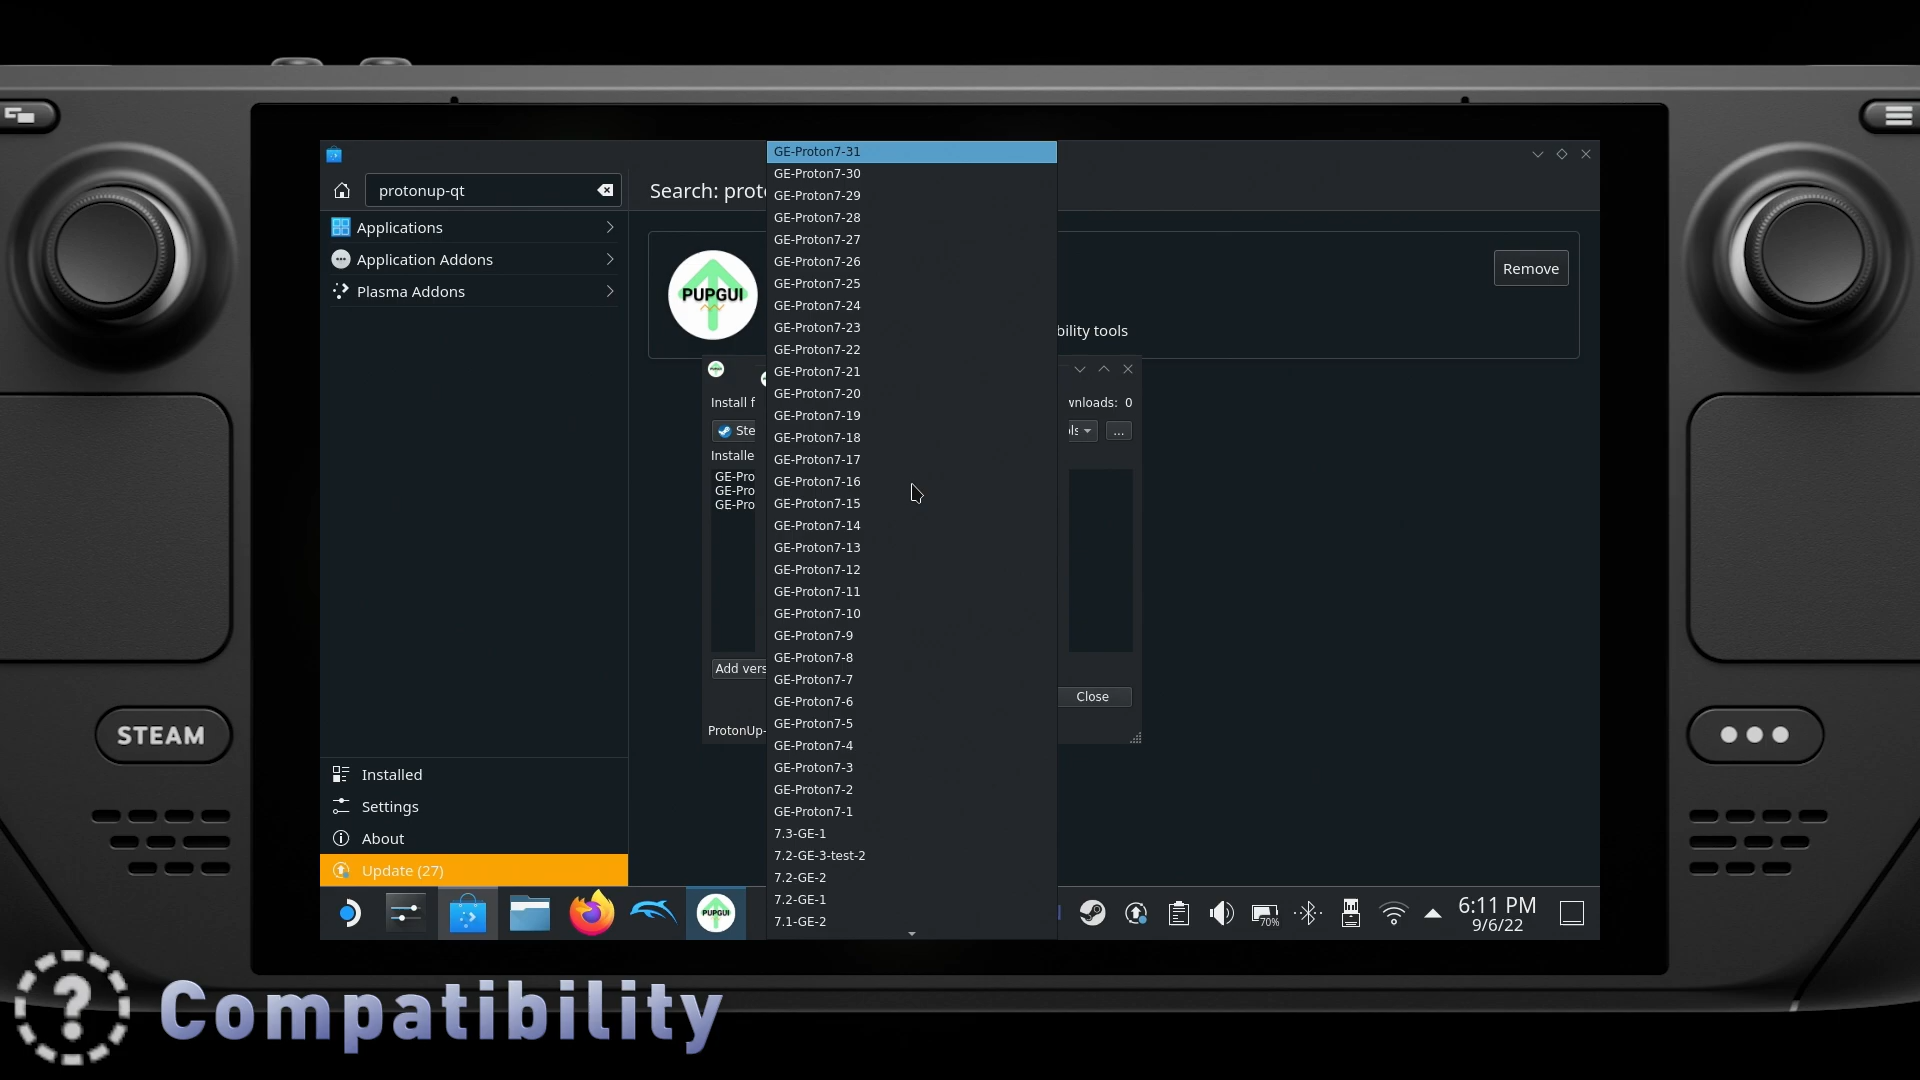 protonup-qt
Search: proto
Applications
Application Addons
Plasma Addons
PUPGUI
Remove
bility tools
GE-Proton7-31
GE-Proton7-30
GE-Proton7-29
GE-Proton7-28
GE-Proton7-27
GE-Proton7-26
GE-Proton7-25
GE-Proton7-24
GE-Proton7-23
GE-Proton7-22
GE-Proton7-21
GE-Proton7-20
GE-Proton7-19
GE-Proton7-18
GE-Proton7-17
GE-Proton7-16
GE-Proton7-15
GE-Proton7-14
GE-Proton7-13
GE-Proton7-12
GE-Proton7-11
GE-Proton7-10
GE-Proton7-9
GE-Proton7-8
GE-Proton7-7
GE-Proton7-6
GE-Proton7-5
GE-Proton7-4
GE-Proton7-3
GE-Proton7-2
GE-Proton7-1
7.3-GE-1
7.2-GE-3-test-2
7.2-GE-2
7.2-GE-1
7.1-GE-2
Install f
wnloads: 0
Ste
ls
...
Installe
GE-Pro
GE-Pro
GE-Pro
Add vers
Close
ProtonUp-
STEAM
Installed
Settings
About
Update (27)
PUPGUI
70%
6:11 PM
9/6/22
Compatibility